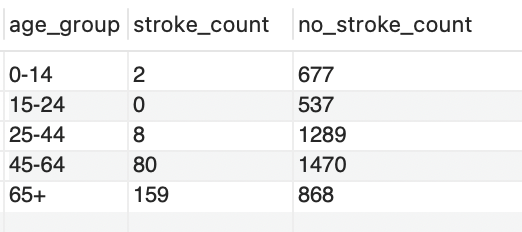 age_group stroke_count no_stroke_count
0-14 2 677
15-24 0 537
25-44 8 1289
45-64 80 1470
65+ 159 868